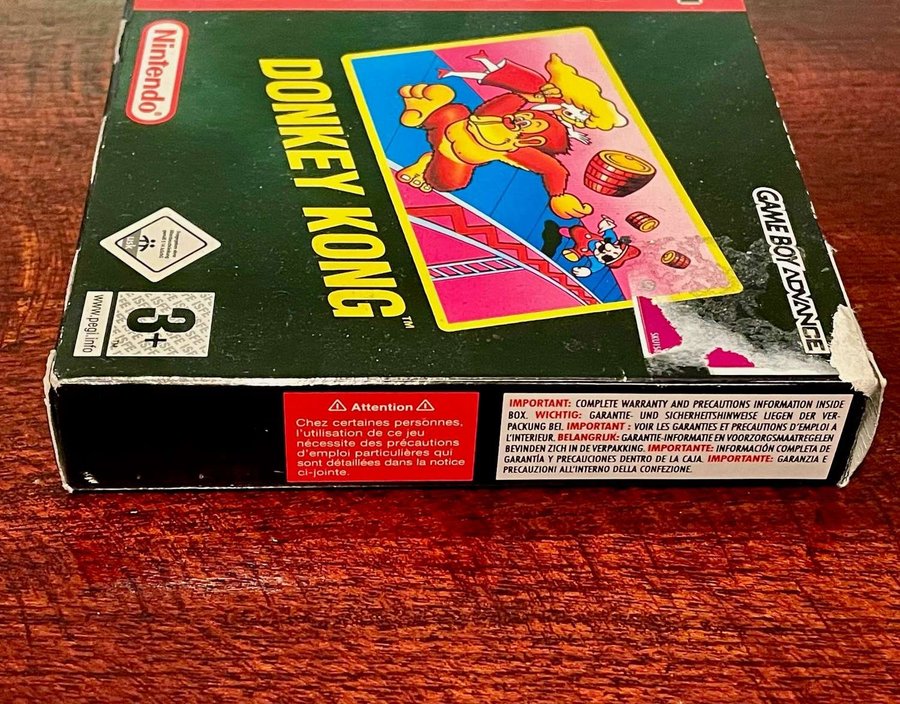 Nintendo®
DONKEY KONG™
GAME BOY ADVANCE
usk
3+
www.pegi.info
Attention
Chez certaines personnes,
l'utilisation de ce jeu
nécessite des précautions
d'emploi particulières qui
sont détaillées dans la notice
ci-jointe.
IMPORTANT: COMPLETE WARRANTY AND PRECAUTIONS INFORMATION INSIDE
BOX. WICHTIG: GARANTIE- UND SICHERHEITSHINWEISE LIEGEN DER VER-
PACKUNG BEI. IMPORTANT : VOIR LES GARANTIES ET PRECAUTIONS D'EMPLOI A
L'INTERIEUR. BELANGRIJK: GARANTIE-INFORMATIE EN VOORZORGSMAATREGELEN
BEVINDEN ZICH IN DE VERPAKKING. IMPORTANTE: INFORMACIÓN COMPLETA DE
GARANTÍA Y PRECAUCIONES DENTRO DE LA CAJA. IMPORTANTE: GARANZIA E
PRECAUZIONI ALL'INTERNO DELLA CONFEZIONE.